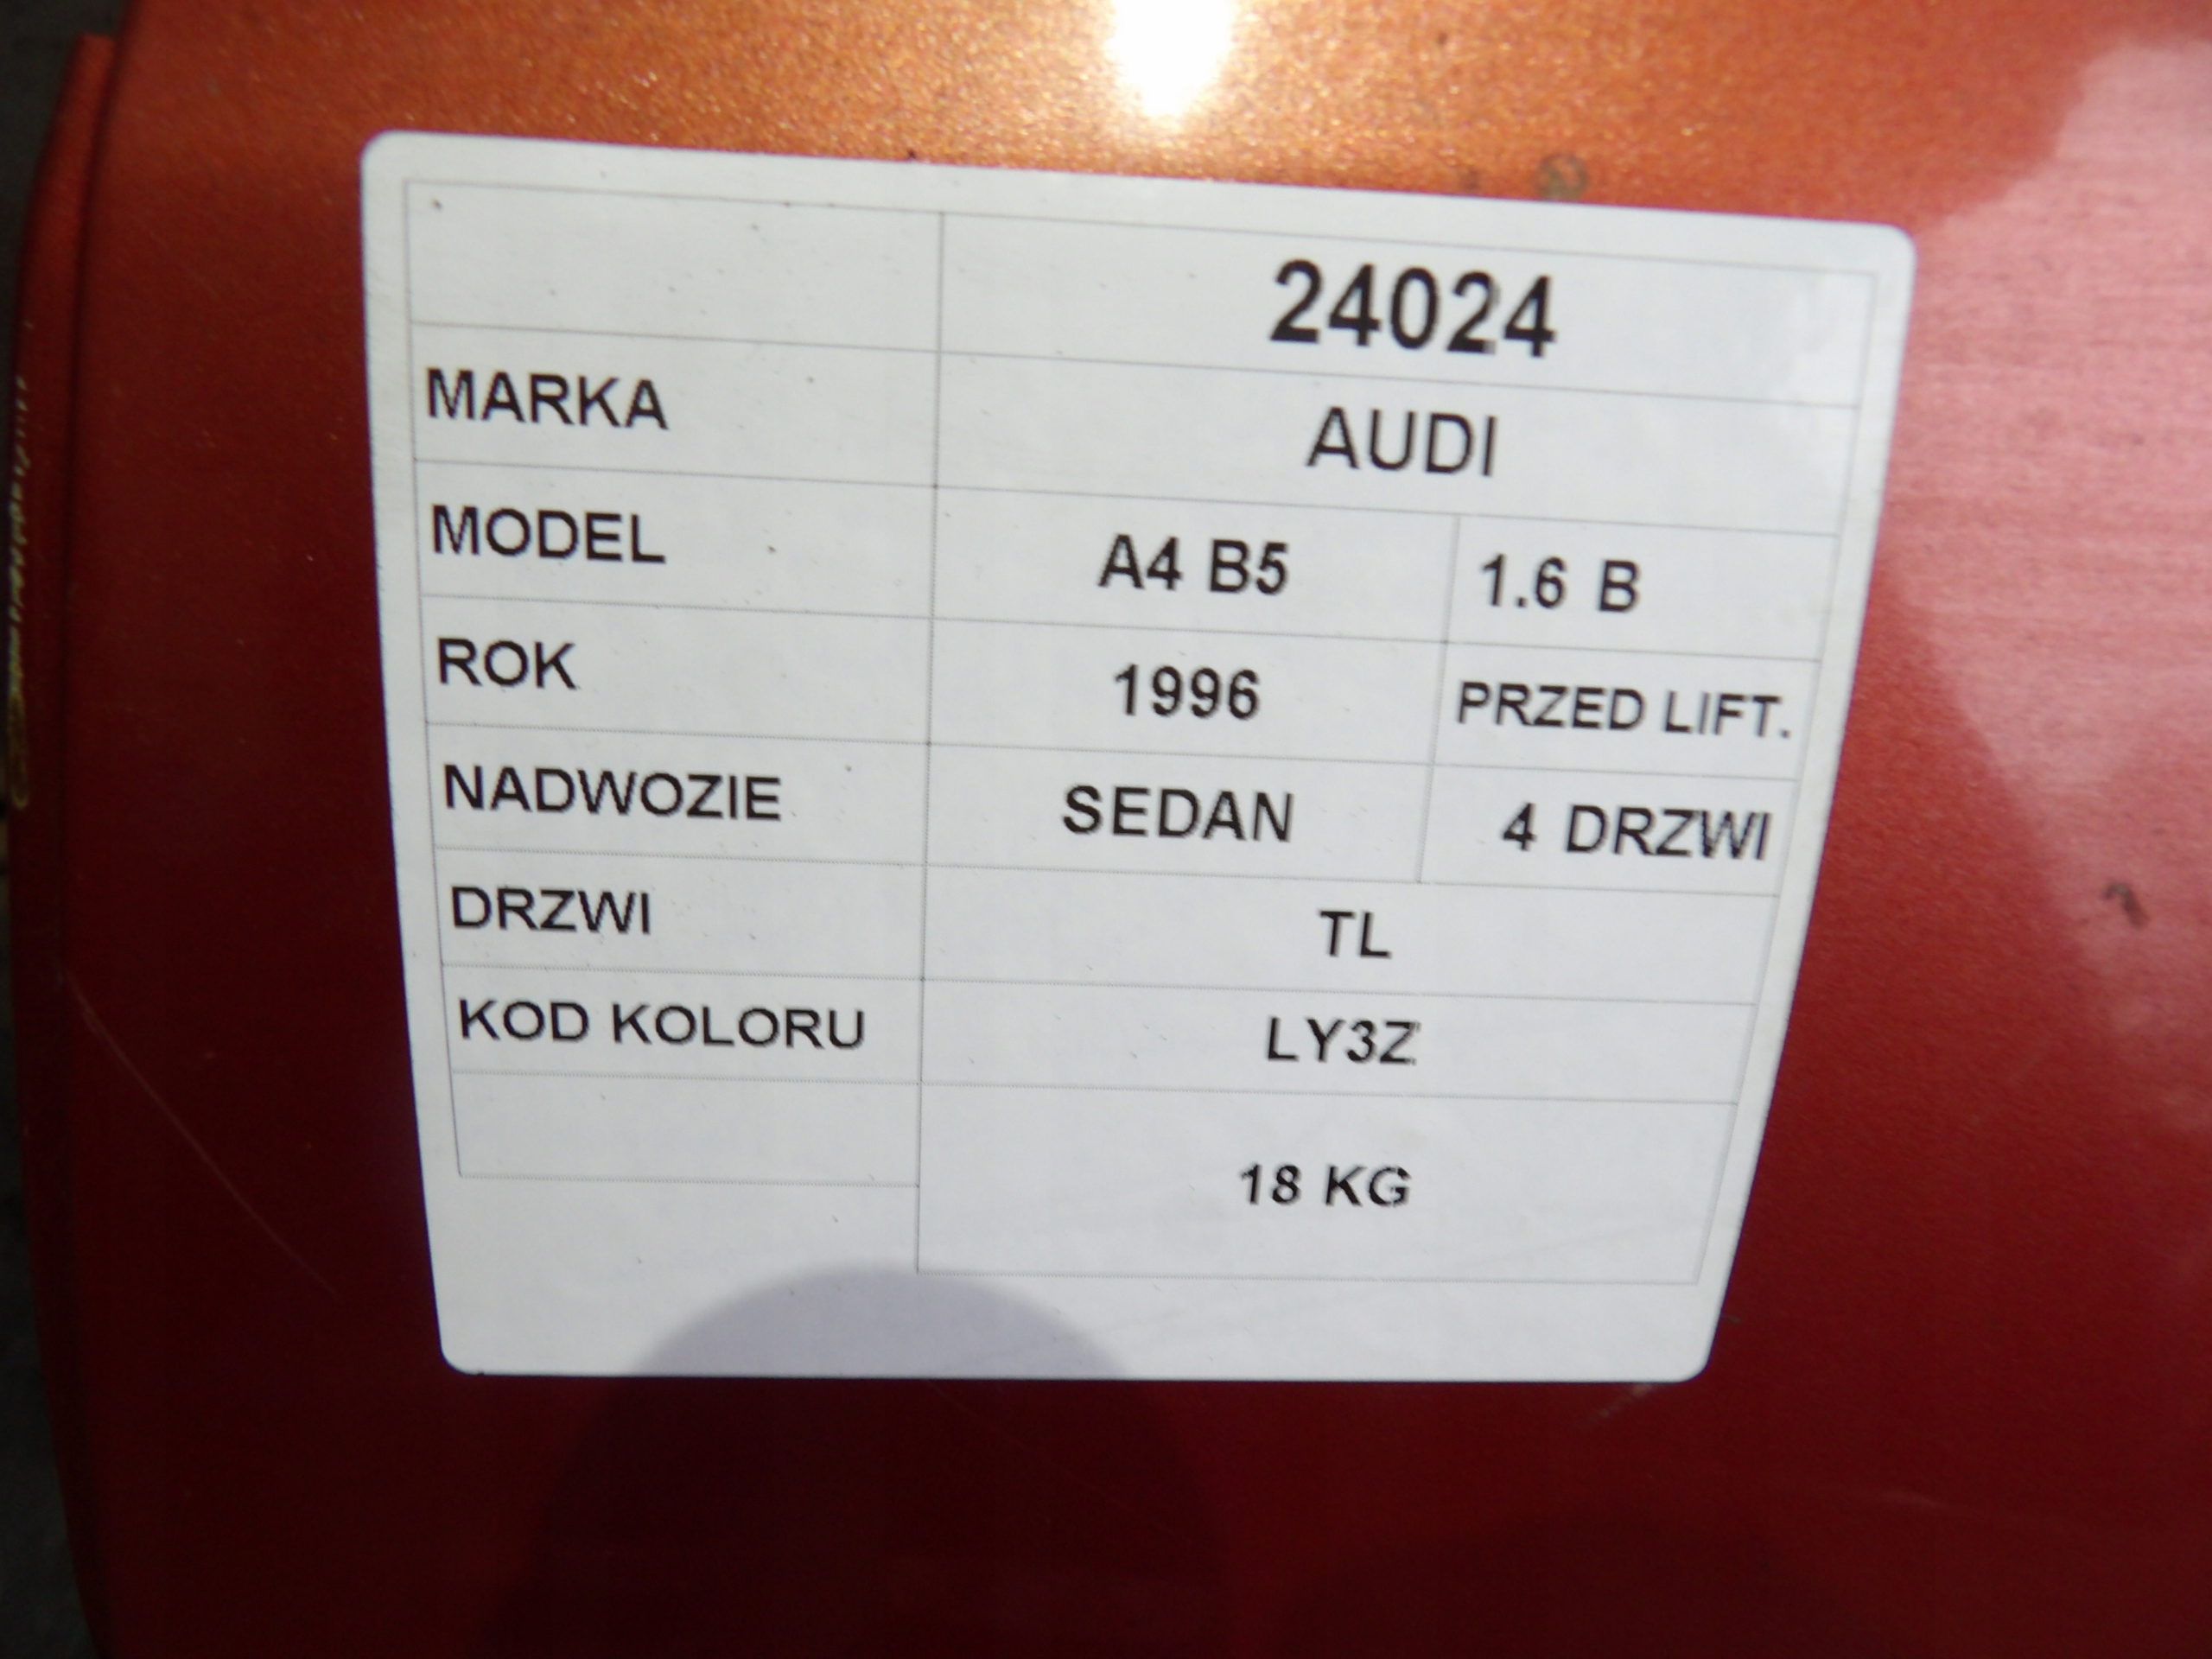 24024
MARKA AUDI
MODEL A4 B5 1.6 B
ROK 1996 PRZED LIFT.
NADWOZIE SEDAN 4 DRZWI
DRZWI TL
KOD KOLORU LY3Z
18 KG